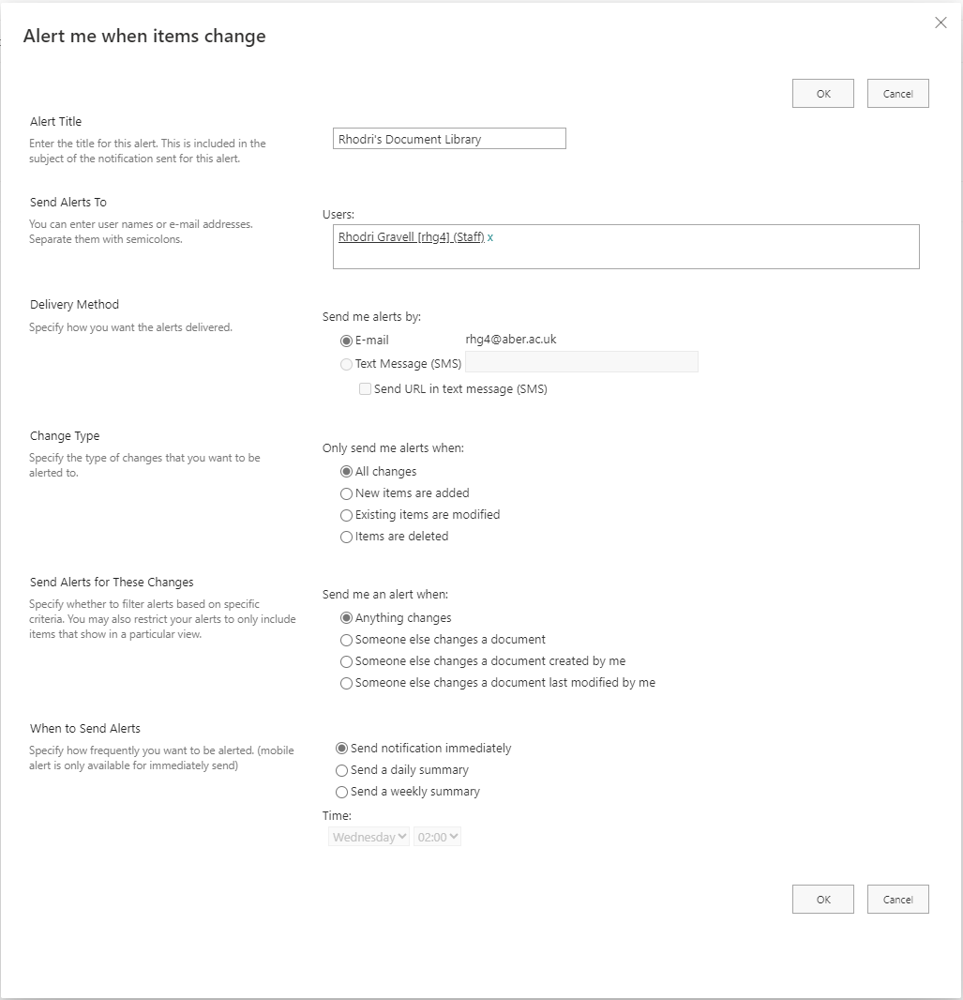 Alert me when items change
OK
Cancel
Alert Title
Enter the title for this alert. This is included in the
subject of the notification sent for this alert.
Rhodri's Document Library
Send Alerts To
You can enter user names or e-mail addresses.
Separate them with semicolons.
Users:
Rhodri Gravell [rhg4] (Staff) x
Delivery Method
Specify how you want the alerts delivered.
Send me alerts by:
E-mail
rhg4@aber.ac.uk
Text Message (SMS)
Send URL in text message (SMS)
Change Type
Specify the type of changes that you want to be
alerted to.
Only send me alerts when:
All changes
New items are added
Existing items are modified
Items are deleted
Send Alerts for These Changes
Specify whether to filter alerts based on specific
criteria. You may also restrict your alerts to only include
items that show in a particular view.
Send me an alert when:
Anything changes
Someone else changes a document
Someone else changes a document created by me
Someone else changes a document last modified by me
When to Send Alerts
Specify how frequently you want to be alerted. (mobile
alert is only available for immediately send)
Send notification immediately
Send a daily summary
Send a weekly summary
Time:
Wednesday 02:00
OK
Cancel